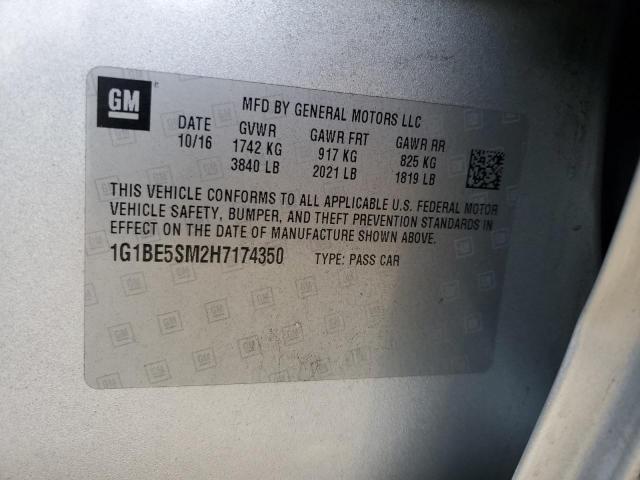 GM
MFD BY GENERAL MOTORS LLC
DATE GVWR GAWR FRT GAWR RR
10/16 1742 KG 917 KG 825 KG
3840 LB 2021 LB 1819 LB
THIS VEHICLE CONFORMS TO ALL APPLICABLE U.S. FEDERAL MOTOR
VEHICLE SAFETY, BUMPER, AND THEFT PREVENTION STANDARDS IN
EFFECT ON THE DATE OF MANUFACTURE SHOWN ABOVE.
1G1BE5SM2H7174350 TYPE: PASS CAR